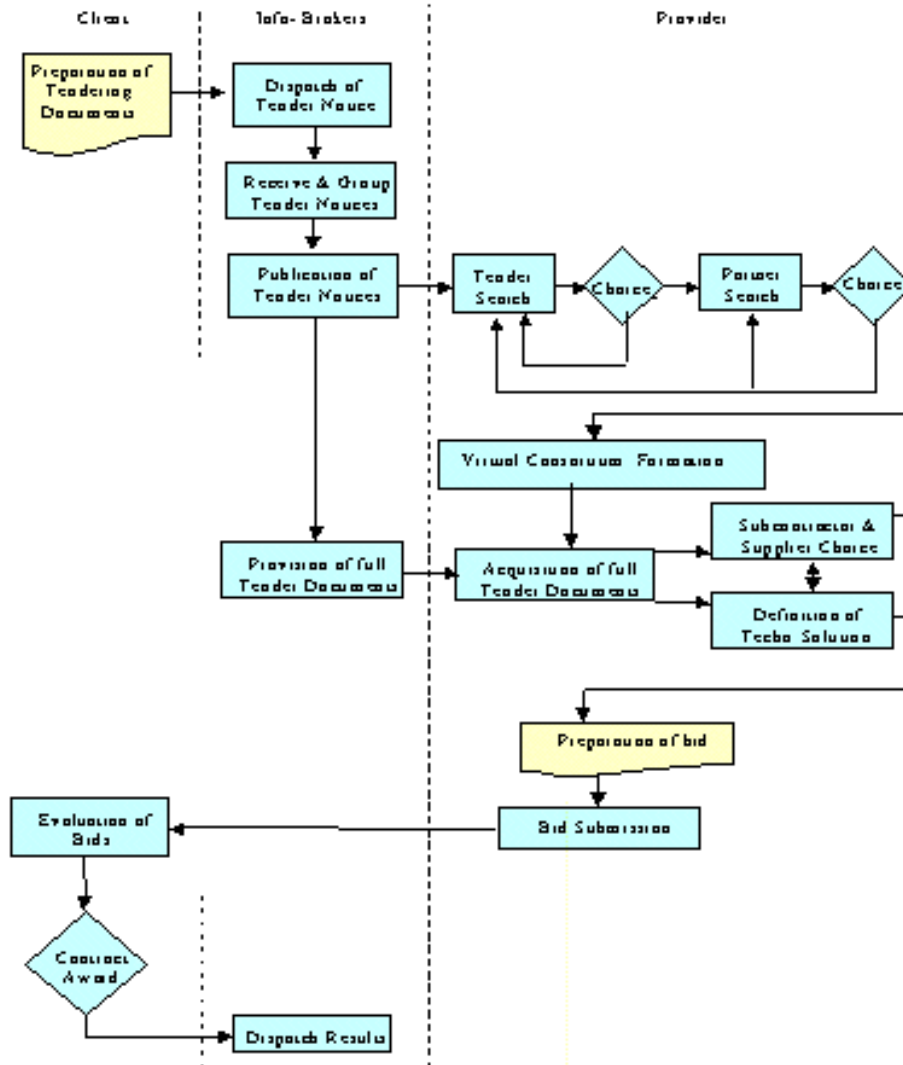 Client
Info-Brokers
Provider
Preparation of
Tendering
Documents
Dispatch of
Tender Notice
Receive & Group
Tender Notices
Publication of
Tender Notices
Tender
Search
Choice
Partner
Search
Choice
Virtual Consortium Formation
Provision of full
Tender Documents
Acquisition of full
Tender Documents
Subcontractor &
Supplier Choice
Definition of
Techn Solution
Preparation of bid
Bid Submission
Evaluation of
Bids
Contract
Award
Dispatch Results